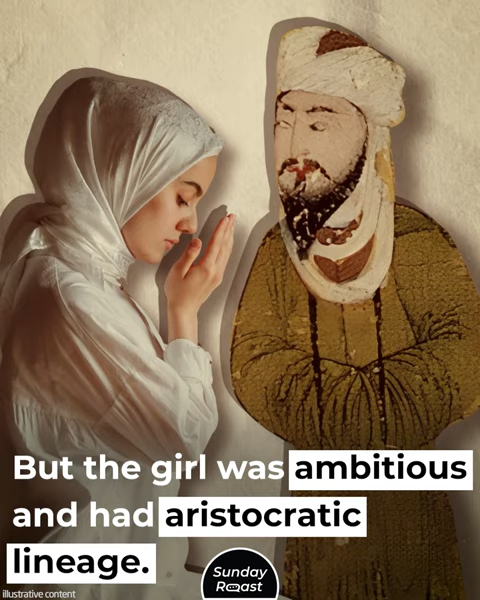 But the girl was ambitious
and had aristocratic
lineage.
Sunday
Roast
illustrative content